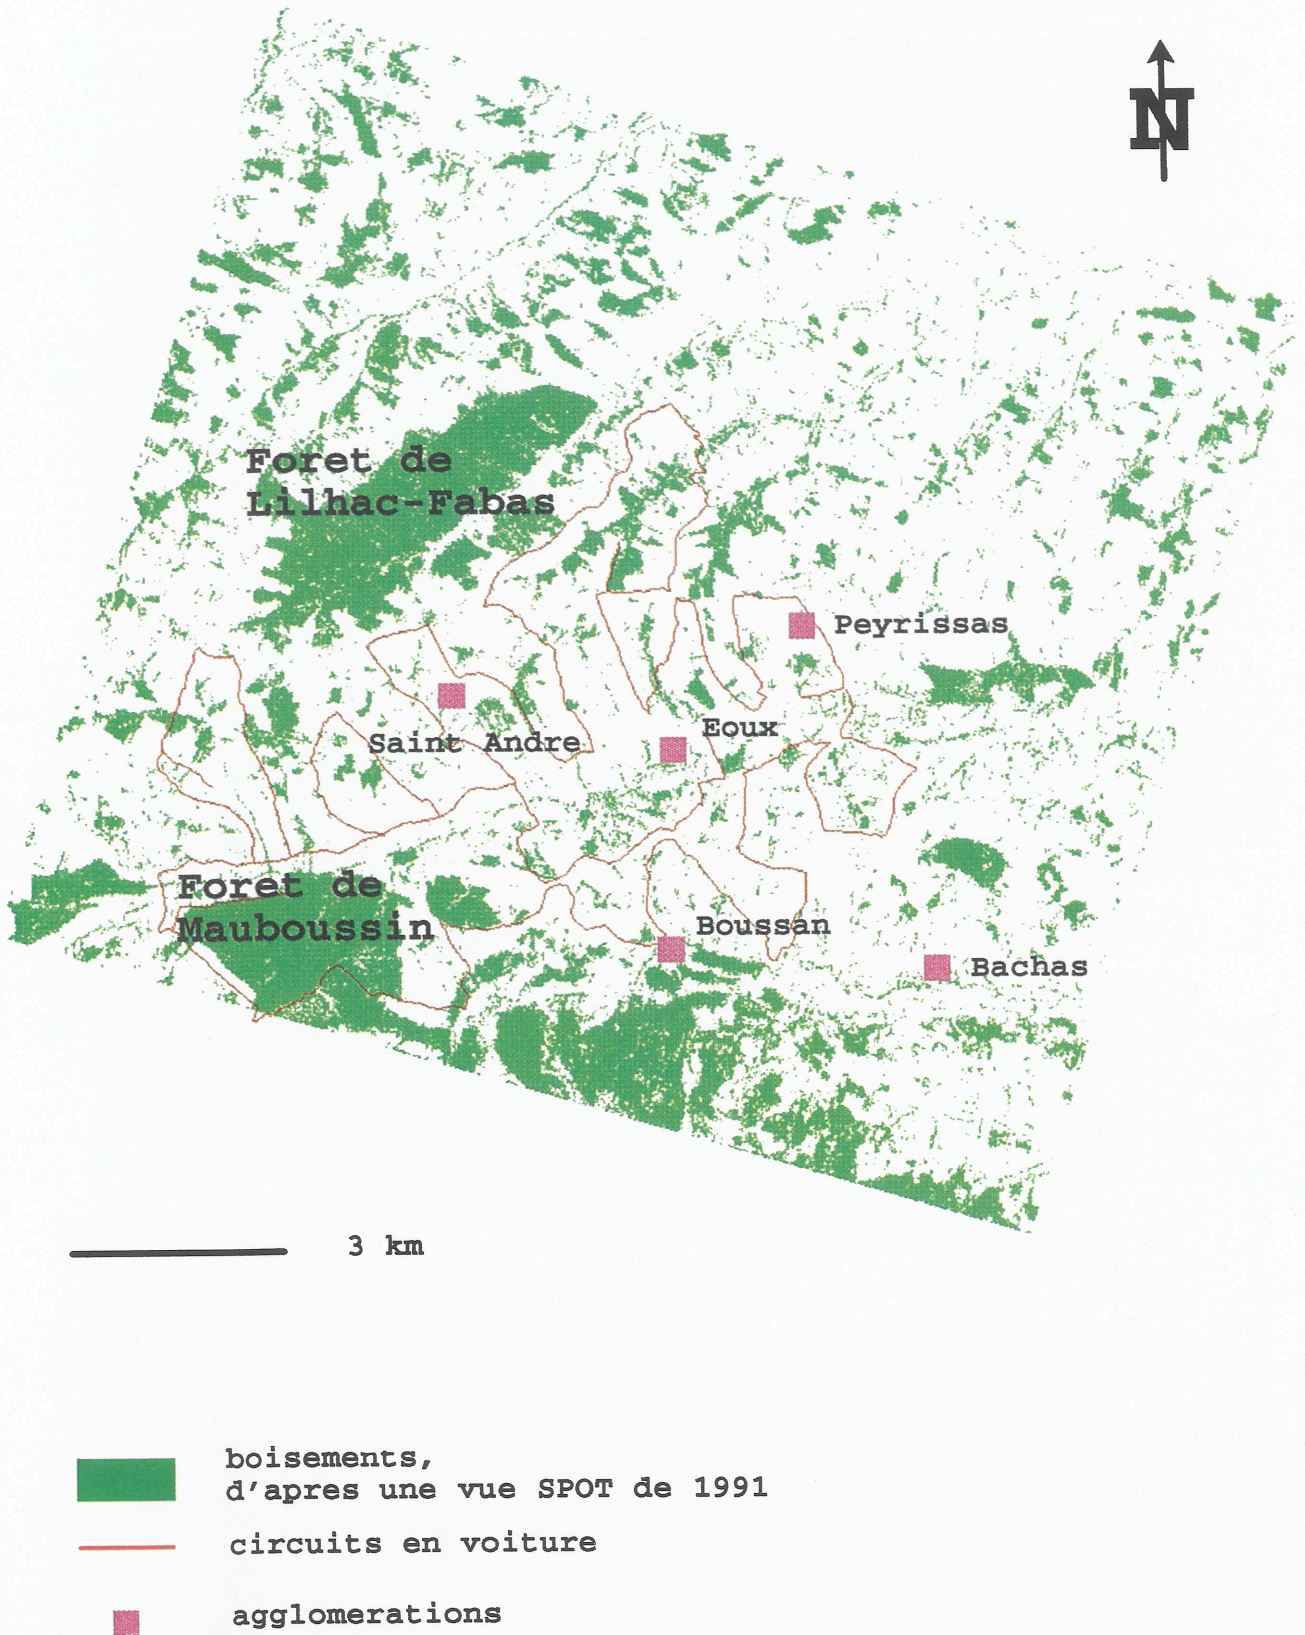 N
Foret de
Lilhac-Fabas
Peyrissas
Eoux
Saint Andre
Foret de
Mauboussin
Boussan
Bachas
3 km
boisements,
d'apres une vue SPOT de 1991
circuits en voiture
agglomerations